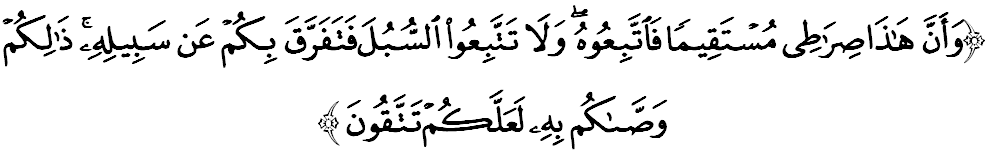 ﴿وَأَنَّ هَٰذَا صِرَٰطِى مُسۡتَقِيمٗا فَٱتَّبِعُوهُۖ وَلَا تَتَّبِعُواْ ٱلسُّبُلَ فَتَفَرَّقَ بِكُمۡ عَن سَبِيلِهِۦۚ ذَٰلِكُمۡ
وَصَّىٰكُم بِهِۦ لَعَلَّكُمۡ تَتَّقُونَ﴾